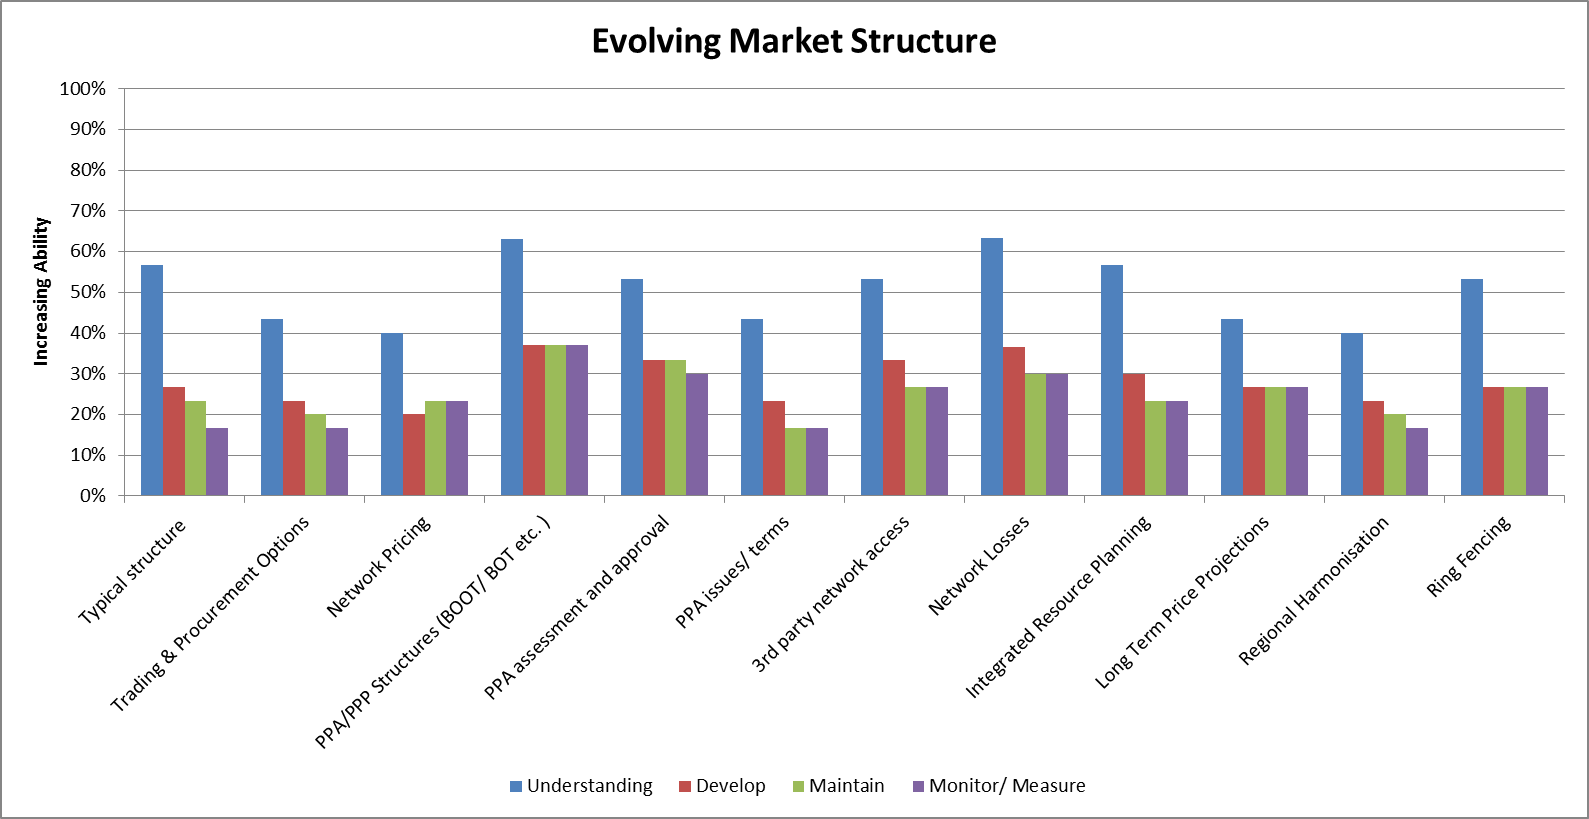 Evolving Market Structure
Increasing Ability
100%
90%
80%
70%
60%
50%
40%
30%
20%
10%
0%
Typical structure
Trading & Procurement Options
Network Pricing
PPA/PPP Structures (BOOT/ BOT etc. )
PPA assessment and approval
PPA issues/ terms
3rd party network access
Network Losses
Integrated Resource Planning
Long Term Price Projections
Regional Harmonisation
Ring Fencing
Understanding Develop Maintain Monitor/ Measure